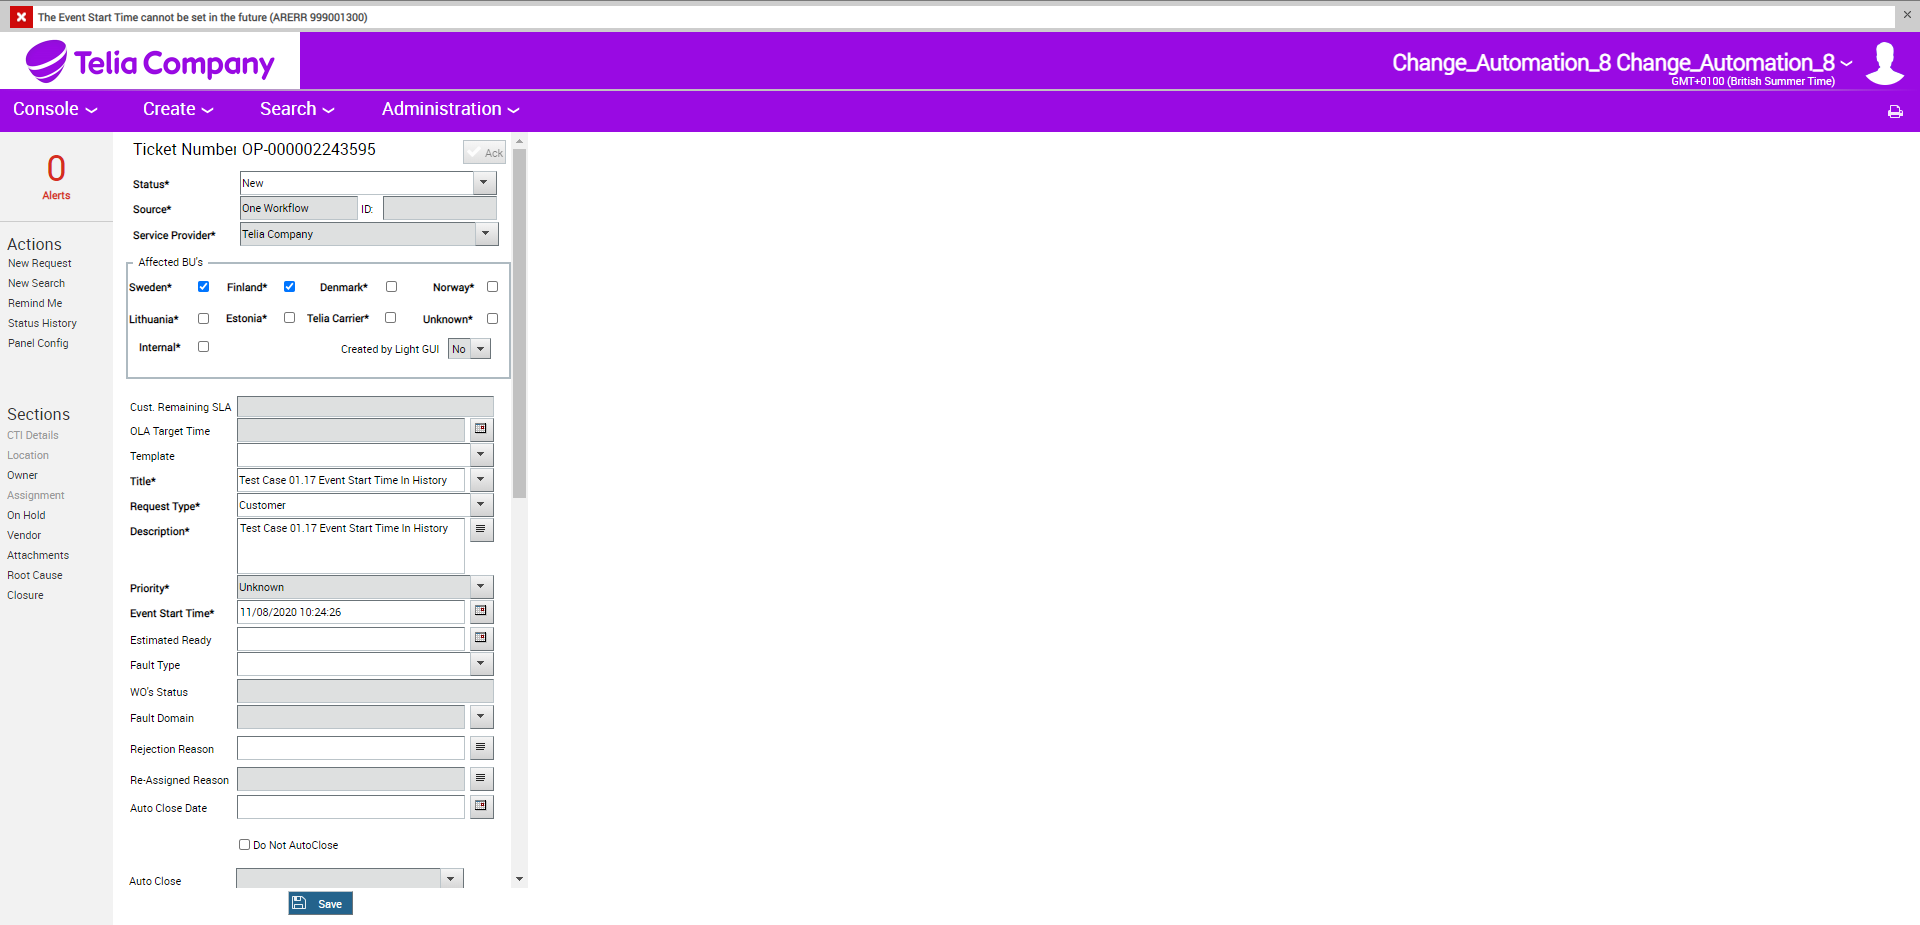 The Event Start Time cannot be set in the future (ARERR 999001300)
Telia Company
Change_Automation_8 Change_Automation_8
GMT+0100 (British Summer Time)
Console
Create
Search
Administration
0
Alerts
Actions
New Request
New Search
Remind Me
Status History
Panel Config
Sections
CTI Details
Location
Owner
Assignment
On Hold
Vendor
Attachments
Root Cause
Closure
Ticket Number OP-000002243595
Ack
Status* New
Source* One Workflow ID:
Service Provider* Telia Company
Affected BU's
Sweden* Finland* Denmark* Norway*
Lithuania* Estonia* Telia Carrier* Unknown*
Internal* Created by Light GUI No
Cust. Remaining SLA
OLA Target Time
Template
Title* Test Case 01.17 Event Start Time In History
Request Type* Customer
Description* Test Case 01.17 Event Start Time In History
Priority* Unknown
Event Start Time* 11/08/2020 10:24:26
Estimated Ready
Fault Type
WO's Status
Fault Domain
Rejection Reason
Re-Assigned Reason
Auto Close Date
Do Not AutoClose
Auto Close
Save